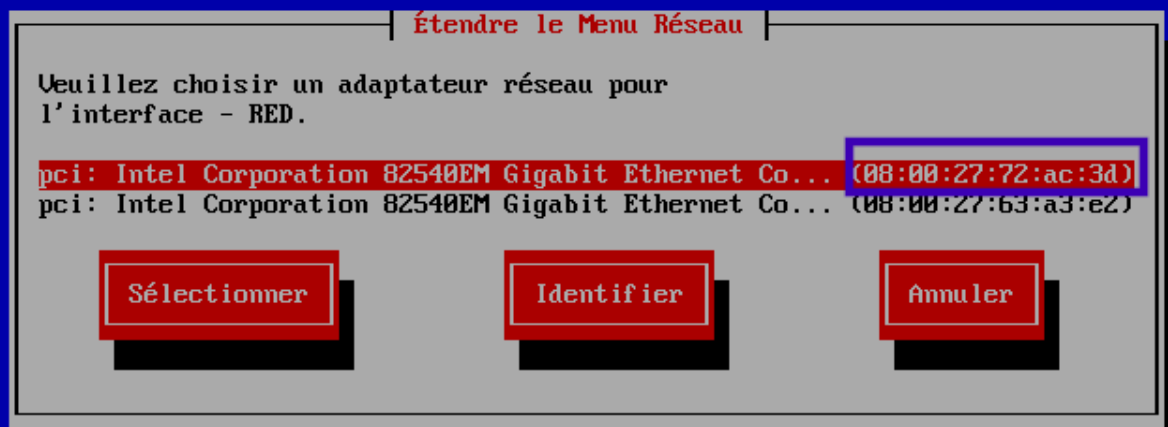 Étendre le Menu Réseau
Veuillez choisir un adaptateur réseau pour
l'interface - RED.
pci: Intel Corporation 82540EM Gigabit Ethernet Co... (08:00:27:72:ac:3d)
pci: Intel Corporation 82540EM Gigabit Ethernet Co... (08:00:27:63:a3:e2)
Sélectionner Identifier Annuler